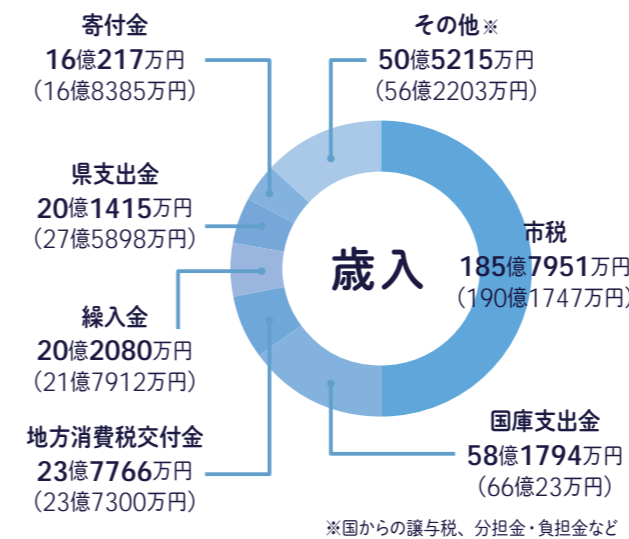 寄付金
16億217万円
（16億8385万円）
その他※
50億5215万円
（56億2203万円）
県支出金
20億1415万円
（27億5898万円）
歳入
市税
185億7951万円
（190億1747万円）
繰入金
20億2080万円
（21億7912万円）
地方消費税交付金
23億7766万円
（23億7300万円）
国庫支出金
58億1794万円
（66億23万円）
※国からの譲与税、分担金・負担金など